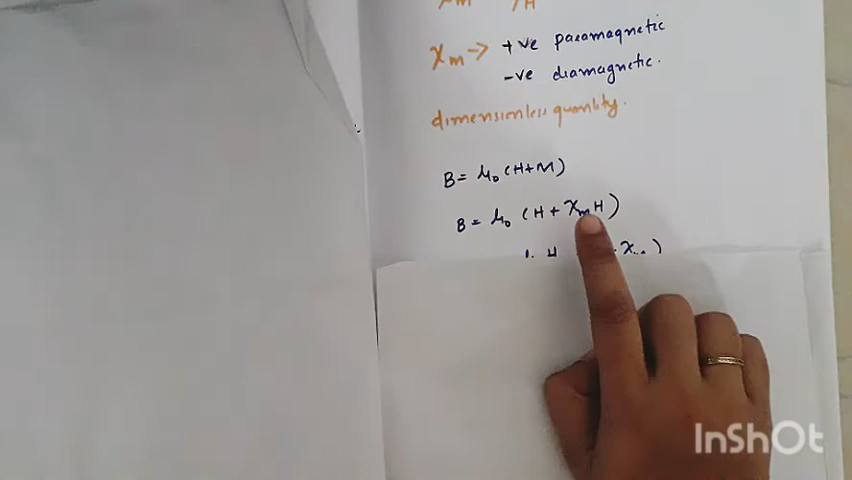 χm → +ve paramagnetic
-ve diamagnetic.
dimensionless quantity.
B = μ0 (H+M)
B = μ0 (H + χmH)
InShOt